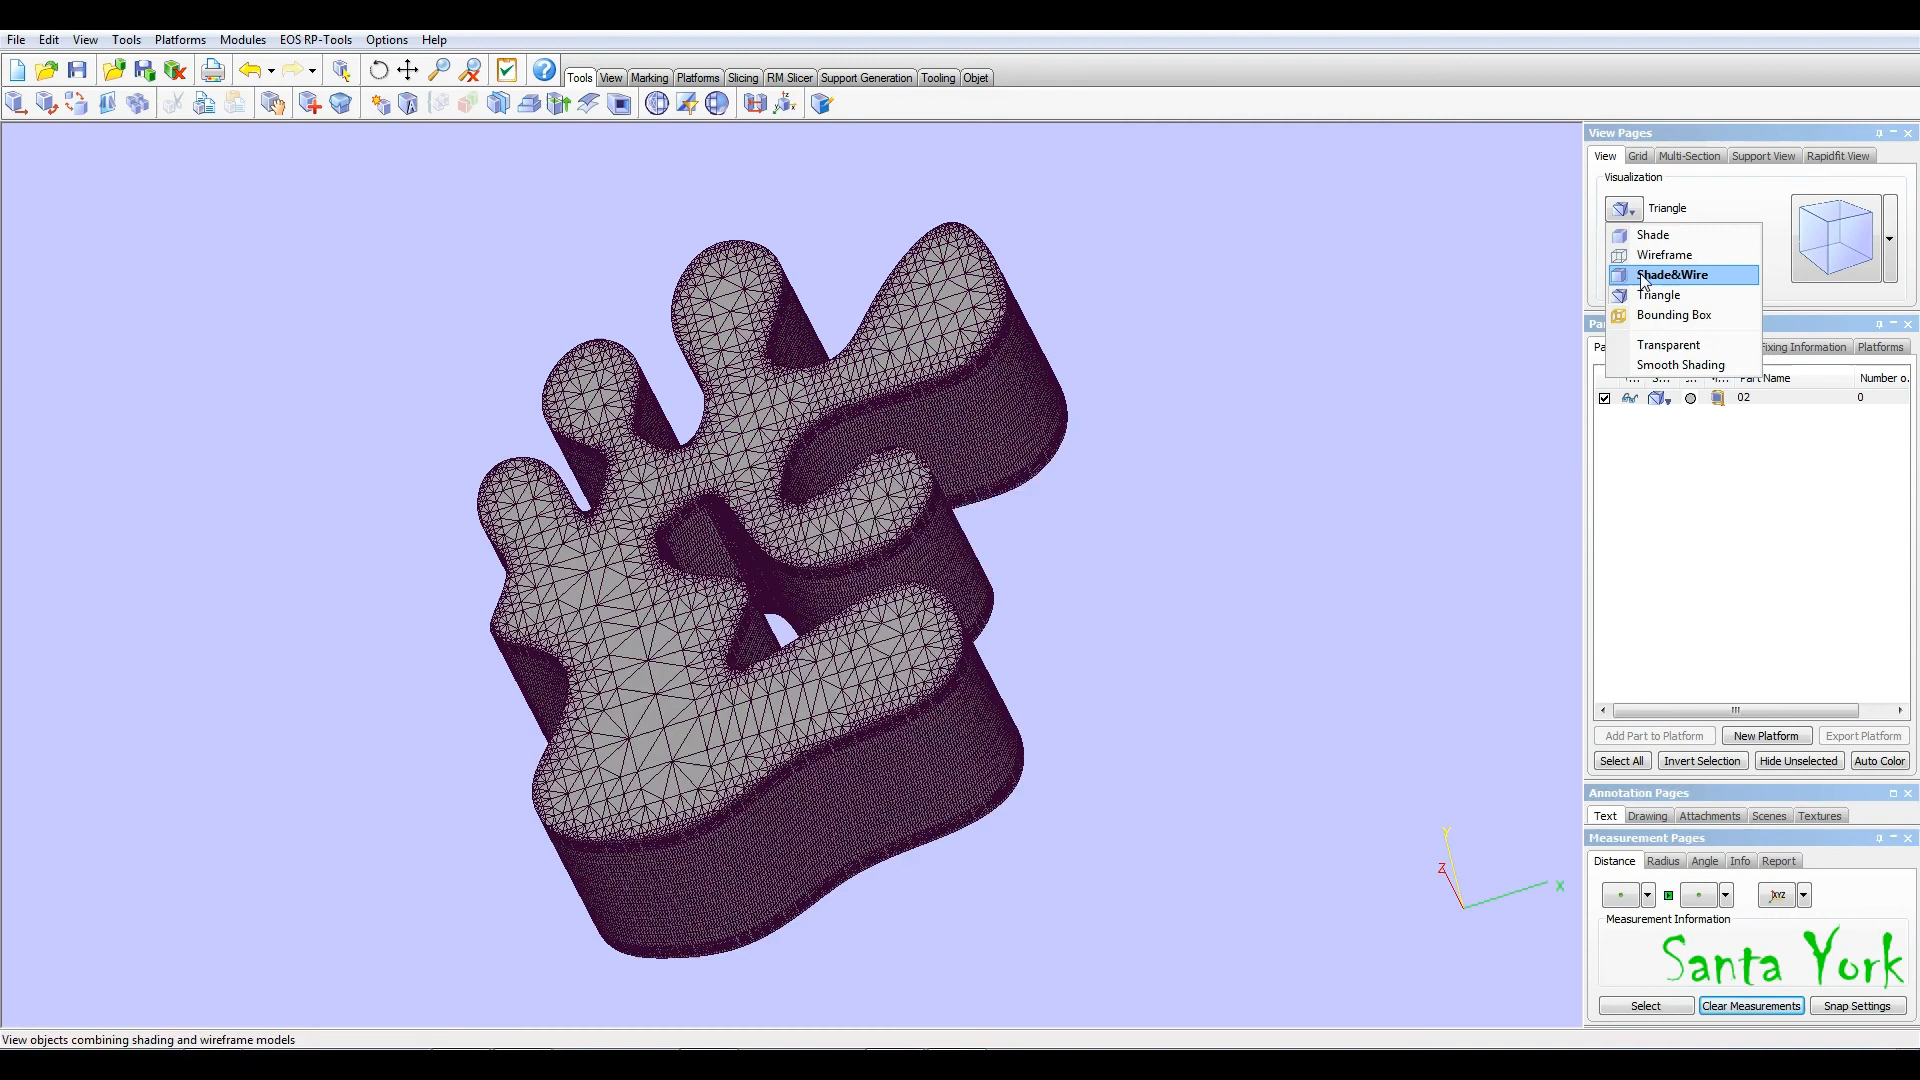 File Edit View Tools Platforms Modules EOS RP-Tools Options Help
Tools View Marking Platforms Slicing RM Slicer Support Generation Tooling Objet
View Pages
View Grid Multi-Section Support View Rapidfit View
Visualization
Triangle
Shade
Wireframe
Shade&Wire
Triangle
Bounding Box
Transparent
Smooth Shading
Fixing Information Platforms
Part Name Number o.
02 0
Add Part to Platform New Platform Export Platform
Select All Invert Selection Hide Unselected Auto Color
Annotation Pages
Text Drawing Attachments Scenes Textures
Measurement Pages
Distance Radius Angle Info Report
XYZ
Measurement Information
Santa York
Select Clear Measurements Snap Settings
Y
Z
X
View objects combining shading and wireframe models